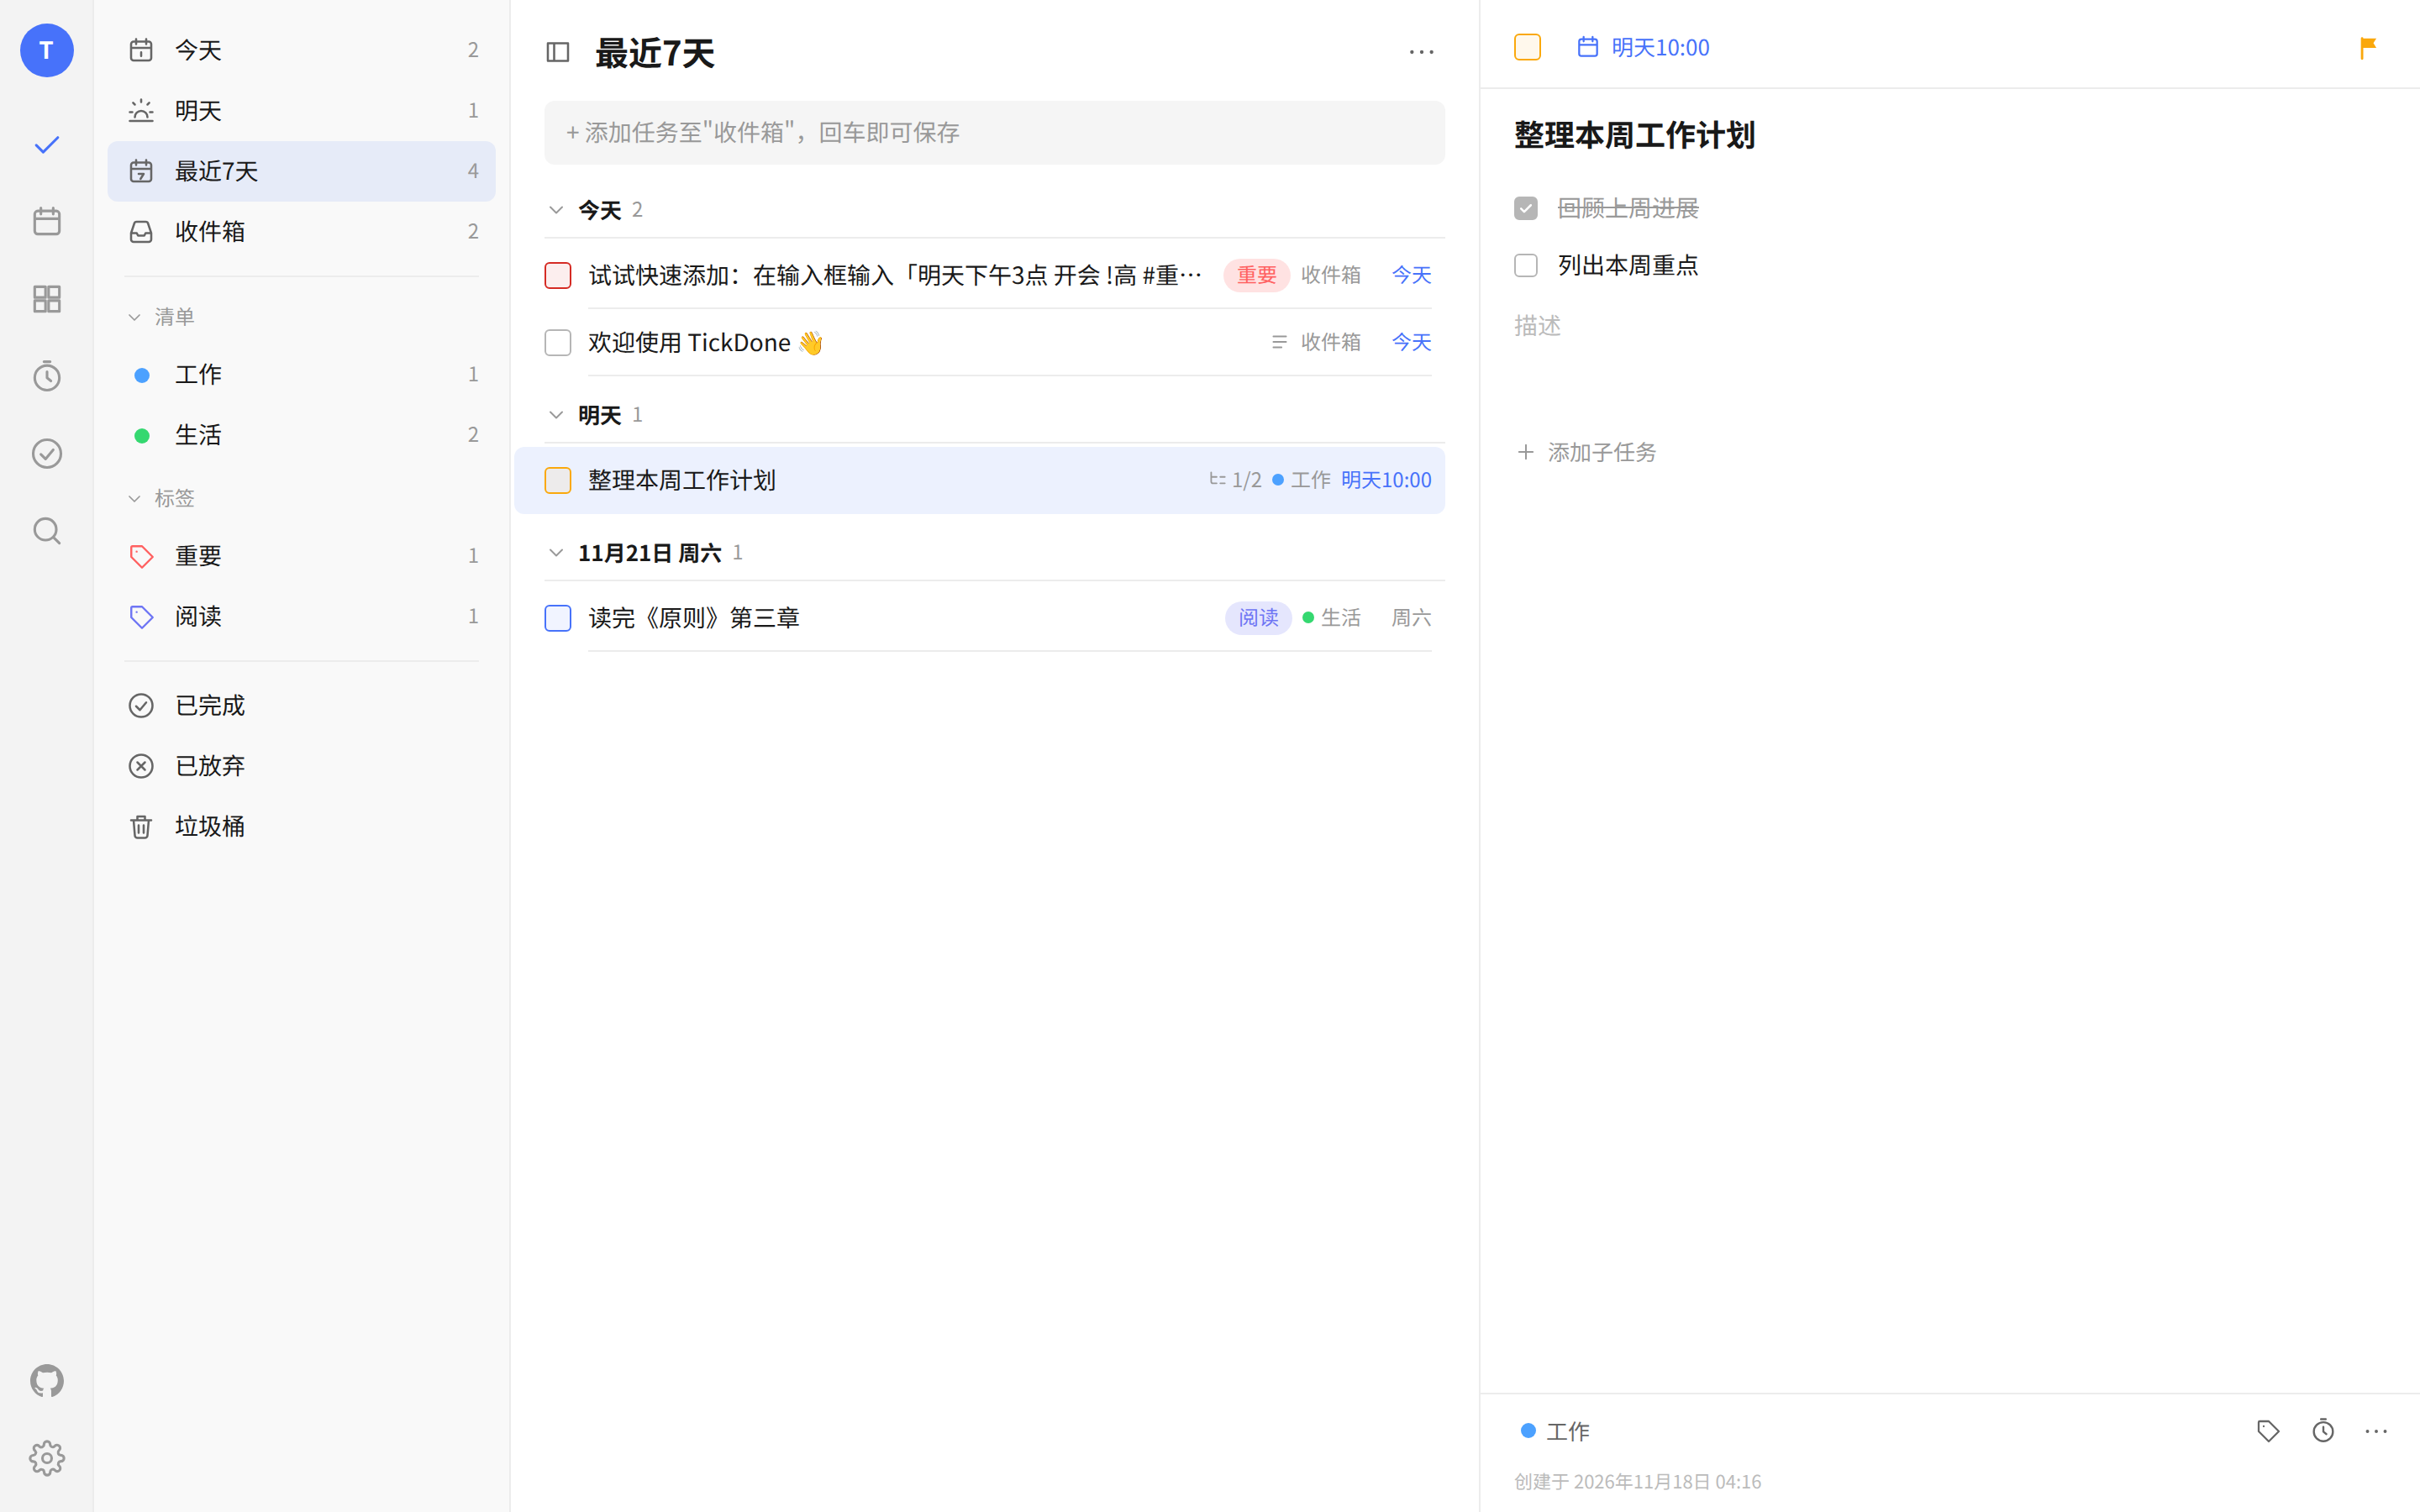 T
今天 2
明天 1
最近7天 4
收件箱 2
清单
工作 1
生活 2
标签
重要 1
阅读 1
已完成
已放弃
垃圾桶
最近7天
+ 添加任务至"收件箱"，回车即可保存
今天 2
试试快速添加：在输入框输入「明天下午3点 开会 !高 #重… 重要 收件箱 今天
欢迎使用 TickDone 👋 收件箱 今天
明天 1
整理本周工作计划 1/2 工作 明天10:00
11月21日 周六 1
读完《原则》第三章 阅读 生活 周六
明天10:00
整理本周工作计划
回顾上周进展
列出本周重点
描述
添加子任务
工作
创建于 2026年11月18日 04:16